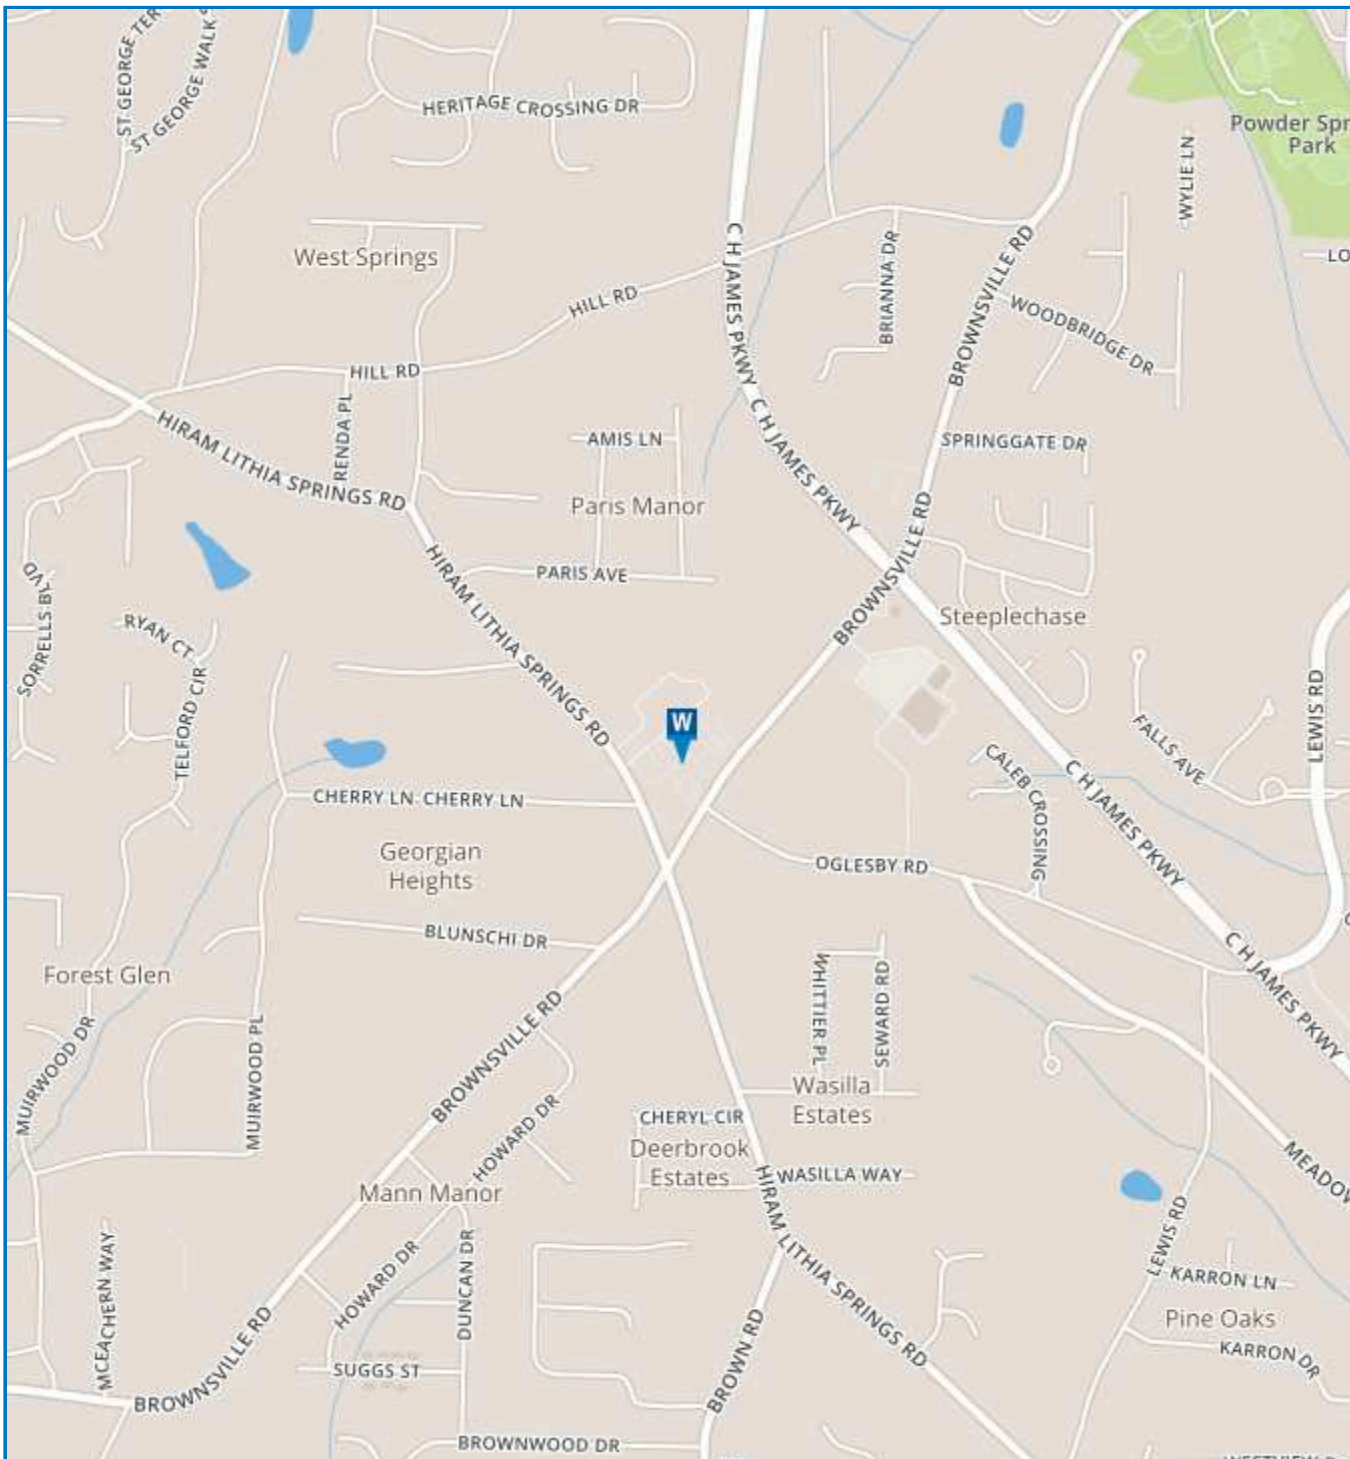 ST GEORGE TER
ST GEORGE WALK
HERITAGE CROSSING DR
Powder Spr
Park
WYLIE LN
West Springs
C H JAMES PKWY
BRIANNA DR
BROWNSVILLE RD
LO
HILL RD
WOODBRIDGE DR
HILL RD
RENDA PL
HIRAM LITHIA SPRINGS RD
AMIS LN
C H JAMES PKWY
SPRINGGATE DR
Paris Manor
BROWNSVILLE RD
HIRAM LITHIA SPRINGS RD
PARIS AVE
SORRELLS BLVD
RYAN CT
Steeplechase
TELFORD CIR
LEWIS RD
W
FALLS AVE
CALEB CROSSING
C H JAMES PKWY
CHERRY LN CHERRY LN
Georgian
Heights
OGLESBY RD
BLUNSCHI DR
C H JAMES PKWY
Forest Glen
WHITTIER PL
SEWARD RD
MUIRWOOD DR
MUIRWOOD PL
BROWNSVILLE RD
Wasilla
Estates
CHERYL CIR
HOWARD DR
Deerbrook
Estates
MEADOW
Mann Manor
WASILLA WAY
HIRAM LITHIA SPRINGS RD
LEWIS RD
MCEACHERN WAY
HOWARD DR
DUNCAN DR
KARRON LN
Pine Oaks
BROWNSVILLE RD
BROWN RD
KARRON DR
SUGGS ST
BROWNWOOD DR